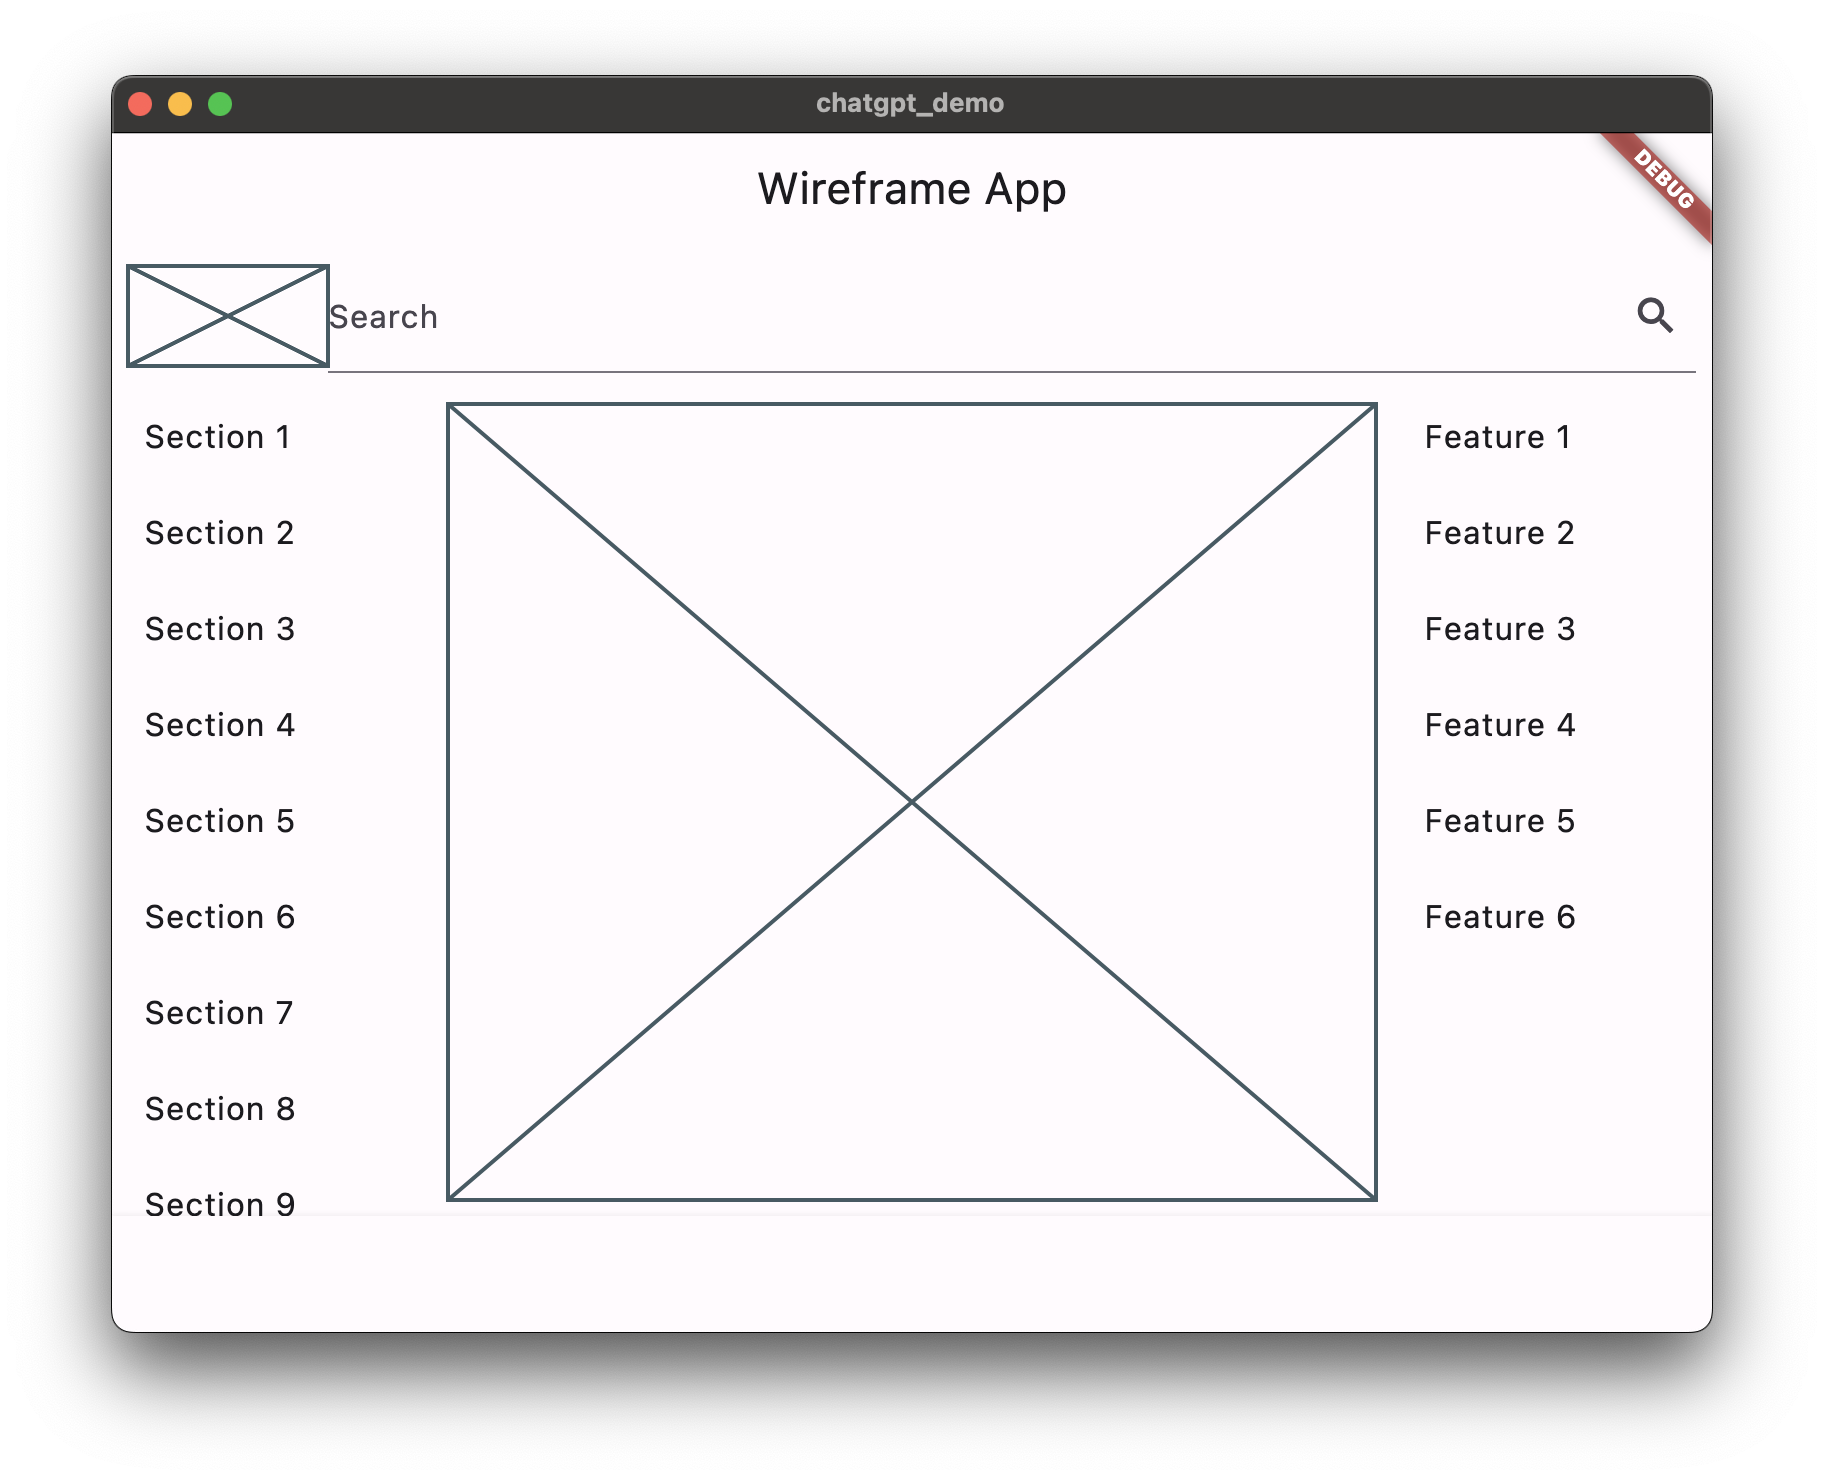 chatgpt_demo
Wireframe App
DEBUG
Search
Section 1
Section 2
Section 3
Section 4
Section 5
Section 6
Section 7
Section 8
Section 9
Feature 1
Feature 2
Feature 3
Feature 4
Feature 5
Feature 6